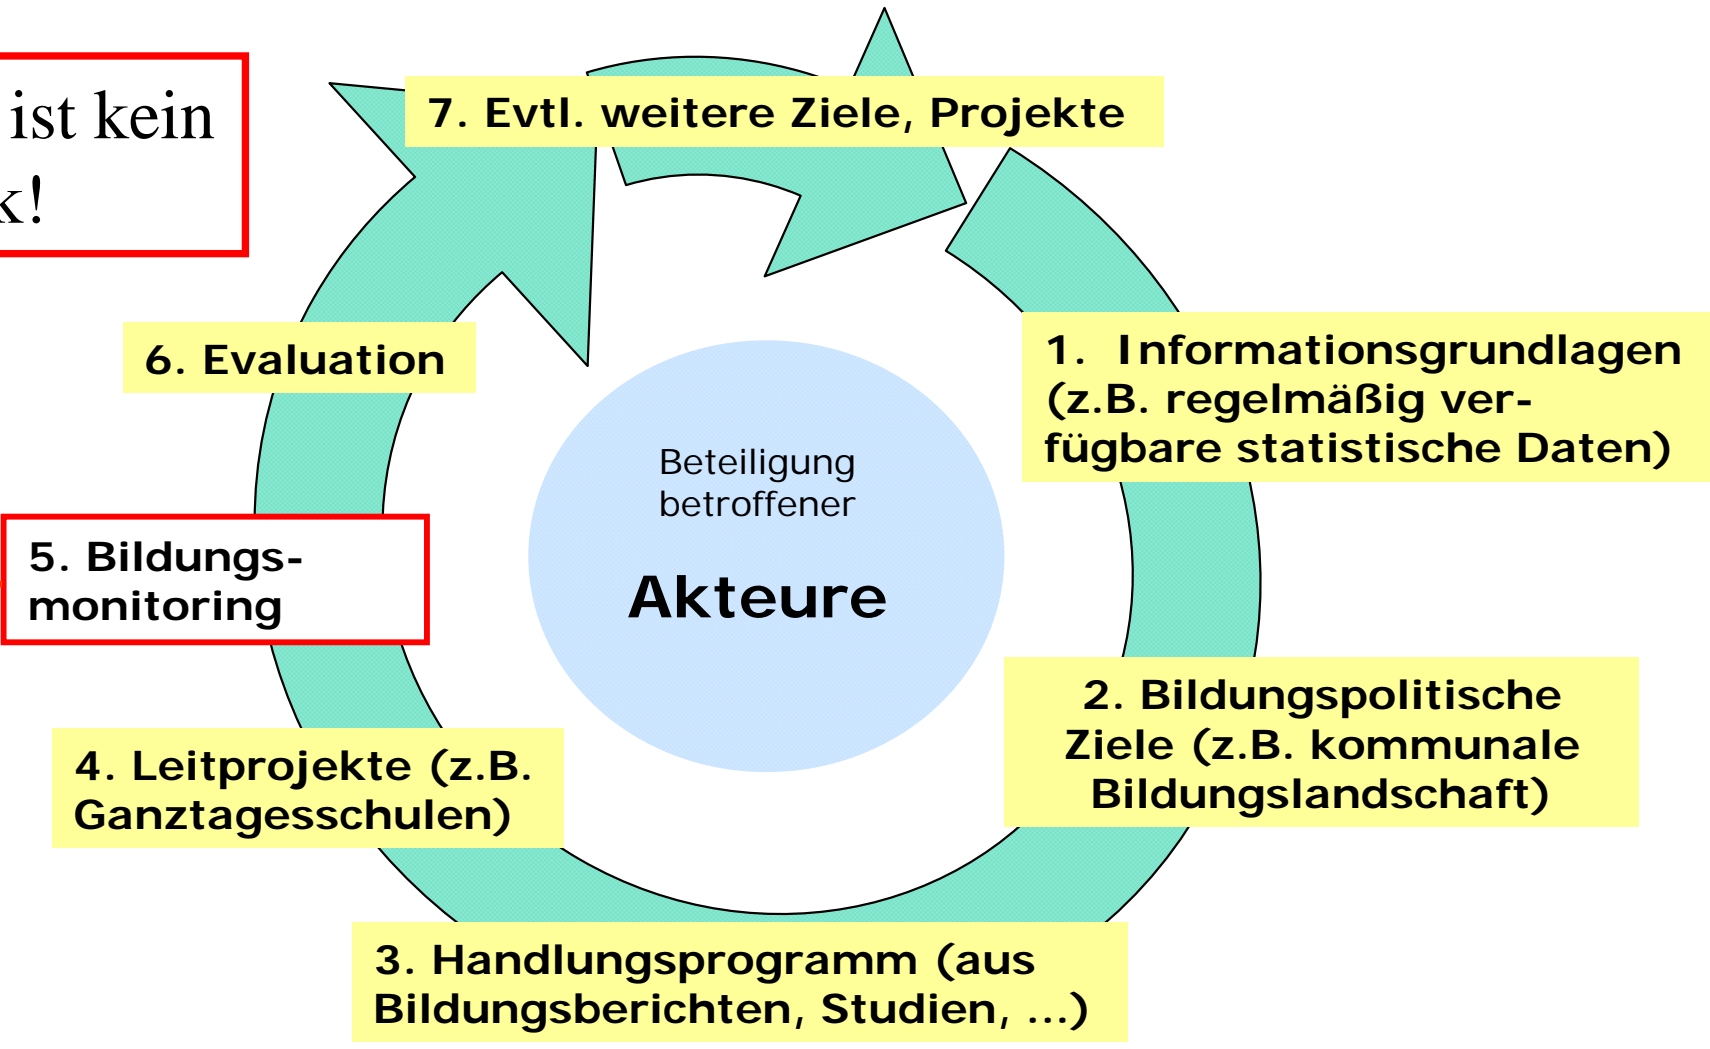 ist kein
k!
7. Evtl. weitere Ziele, Projekte
1. Informationsgrundlagen
(z.B. regelmäßig ver-
fügbare statistische Daten)
2. Bildungspolitische
Ziele (z.B. kommunale
Bildungslandschaft)
3. Handlungsprogramm (aus
Bildungsberichten, Studien, ...)
4. Leitprojekte (z.B.
Ganztagesschulen)
5. Bildungs-
monitoring
6. Evaluation
Beteiligung
betroffener
Akteure